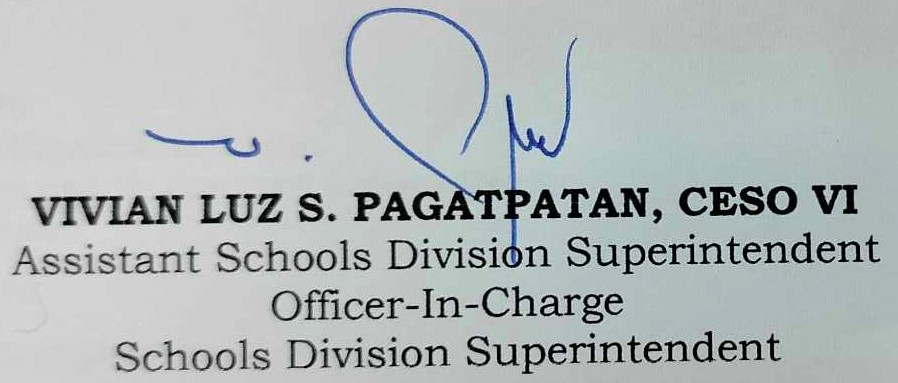 VIVIAN LUZ S. PAGATPATAN, CESO VI
Assistant Schools Division Superintendent
Officer-In-Charge
Schools Division Superintendent